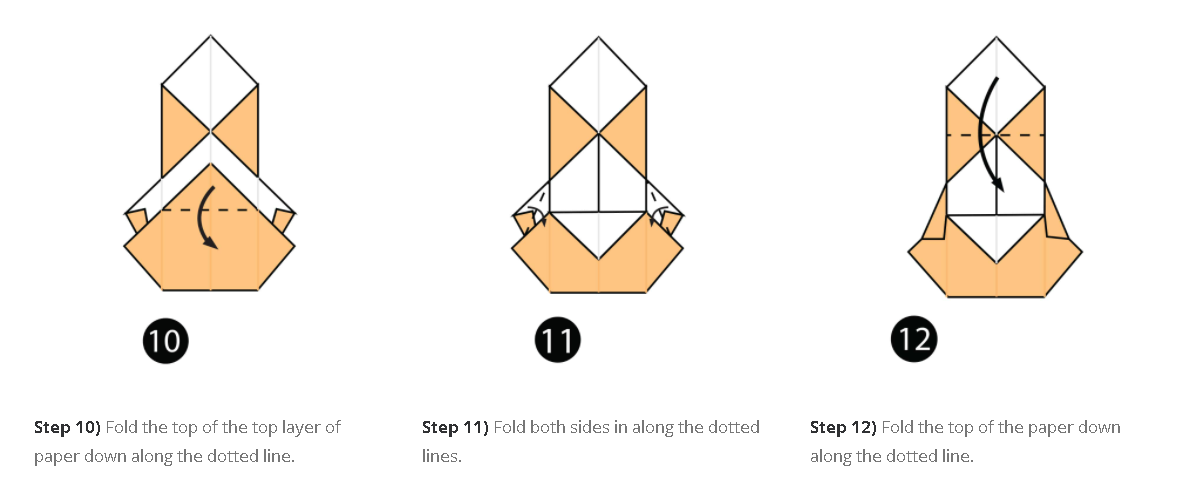 10
11
12
Step 10) Fold the top of the top layer of
paper down along the dotted line.
Step 11) Fold both sides in along the dotted
lines.
Step 12) Fold the top of the paper down
along the dotted line.